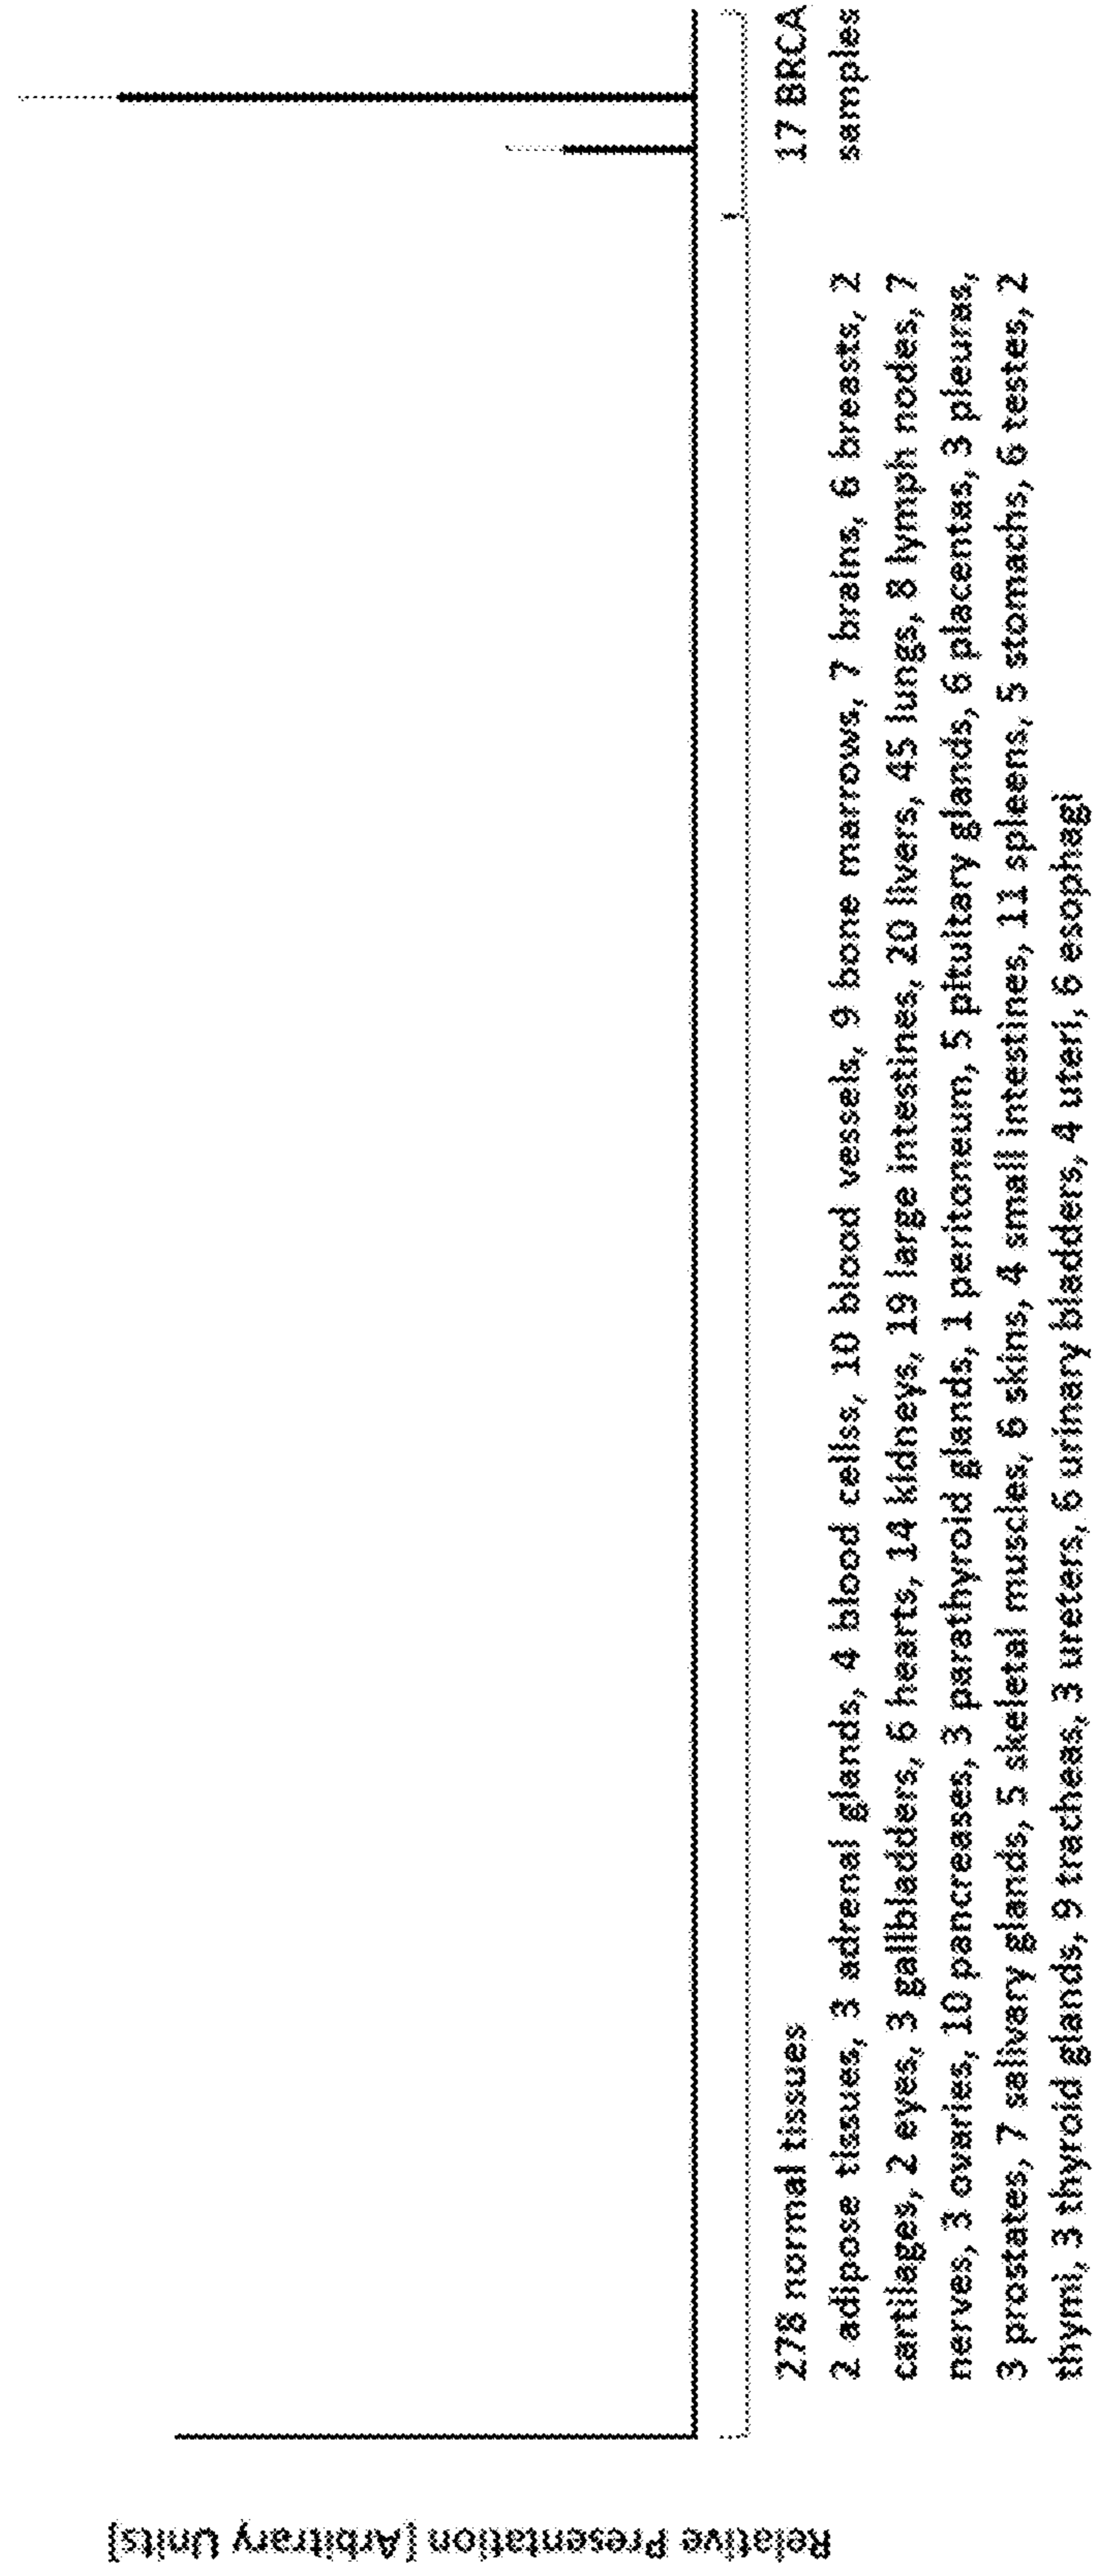 Relative Presentation [Arbitrary Units]
278 normal tissues
17 BRCA
samples
2 adipose tissues, 3 adrenal glands, 4 blood cellss, 10 blood vessels, 9 bone marrows, 7 brains, 6 breasts, 2
cartilages, 2 eyes, 3 gallbladders, 6 hearts, 14 kidneys, 19 large intestines, 20 livers, 45 lungs, 8 lymph nodes, 7
nerves, 3 ovaries, 10 pancreases, 3 parathyroid glands, 1 peritoneum, 5 pituitary glands, 6 placentas, 3 pleuras,
3 prostates, 7 salivary glands, 5 skeletal muscles, 6 skins, 4 small intestines, 11 spleens, 5 stomachs, 6 testes, 2
thymi, 3 thyroid glands, 9 tracheas, 3 ureters, 6 urinary bladders, 4 uteri, 6 esophagi